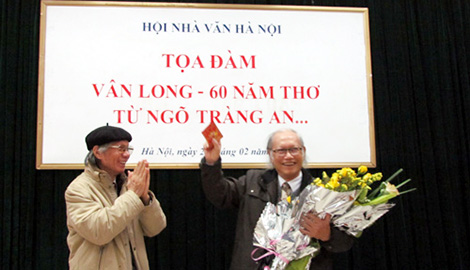 HỘI NHÀ VĂN HÀ NỘI
TỌA ĐÀM
VÂN LONG - 60 NĂM THƠ
TỪ NGÕ TRÀNG AN...
Hà Nội, ngày 2 tháng 02 năm